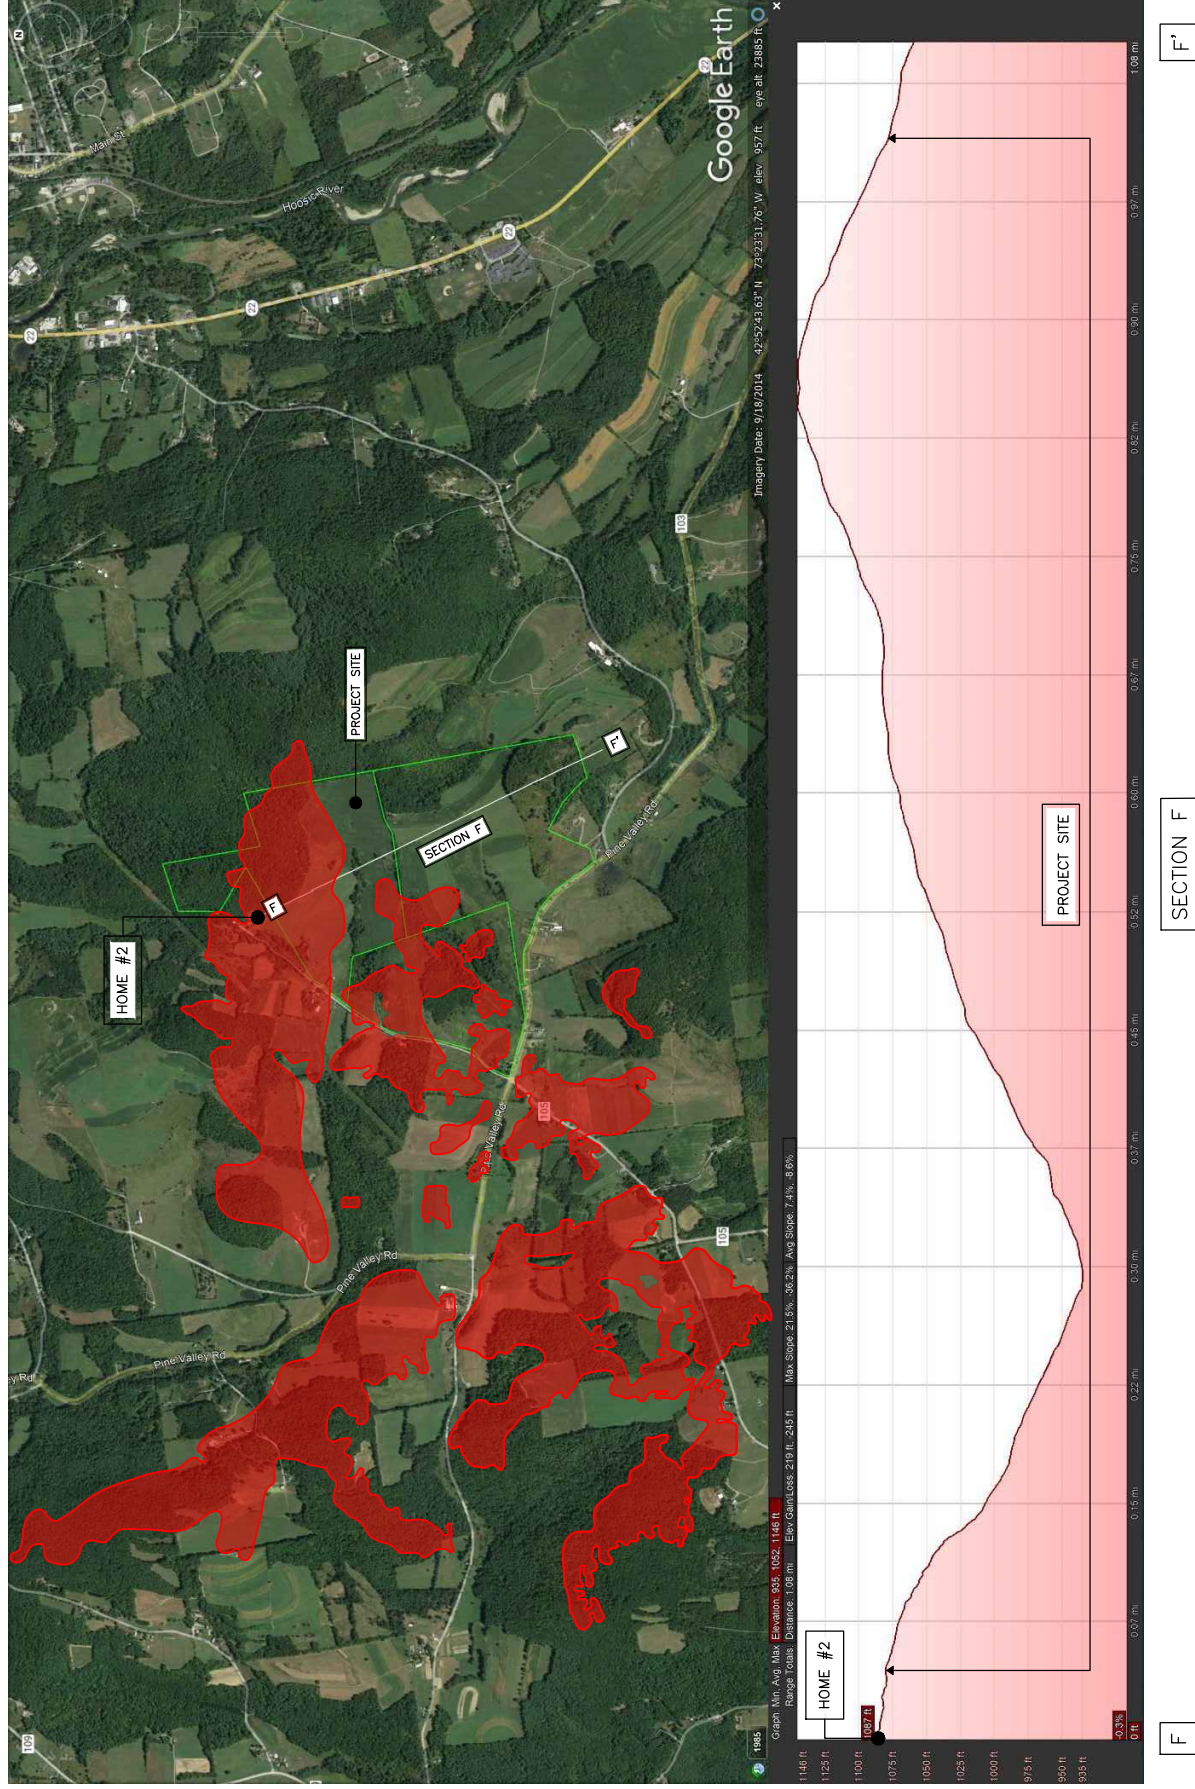 N
Main St
Hoosic River
22
22
22
22
HOME #2
F
PROJECT SITE
SECTION F
F'
Pine Valley Rd
103
105
Pine Valley Rd
105
Pine Valley Rd
Pine Valley Rd
ey Rd
109
1985
Google Earth
Imagery Date: 9/18/2014 42°52'43.63" N 73°23'31.76" W elev 957 ft eye alt 23885 ft
Graph: Min, Avg, Max Elevation: 935, 1052, 1146 ft
Range Totals: Distance: 1.08 mi Elev Gain/Loss: 219 ft, -245 ft Max Slope: 21.5%, -36.2% Avg Slope: 7.4%, -8.6%
HOME #2
1087 ft
1146 ft
1125 ft
1100 ft
1075 ft
1050 ft
1025 ft
1000 ft
975 ft
950 ft
935 ft
PROJECT SITE
-0.3%
0 ft
0.07 mi
0.15 mi
0.22 mi
0.30 mi
0.37 mi
0.45 mi
0.52 mi
0.60 mi
0.67 mi
0.75 mi
0.82 mi
0.90 mi
0.97 mi
1.08 mi
F
SECTION F
F'